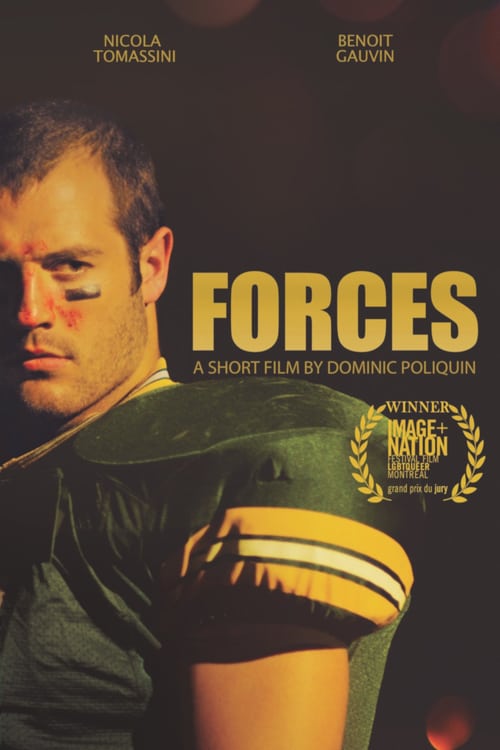 NICOLA
TOMASSINI
BENOIT
GAUVIN
FORCES
A SHORT FILM BY DOMINIC POLIQUIN
WINNER
IMAGE+
NATION
FESTIVAL FILM
LGBTQUEER
MONTRÉAL
grand prix du jury